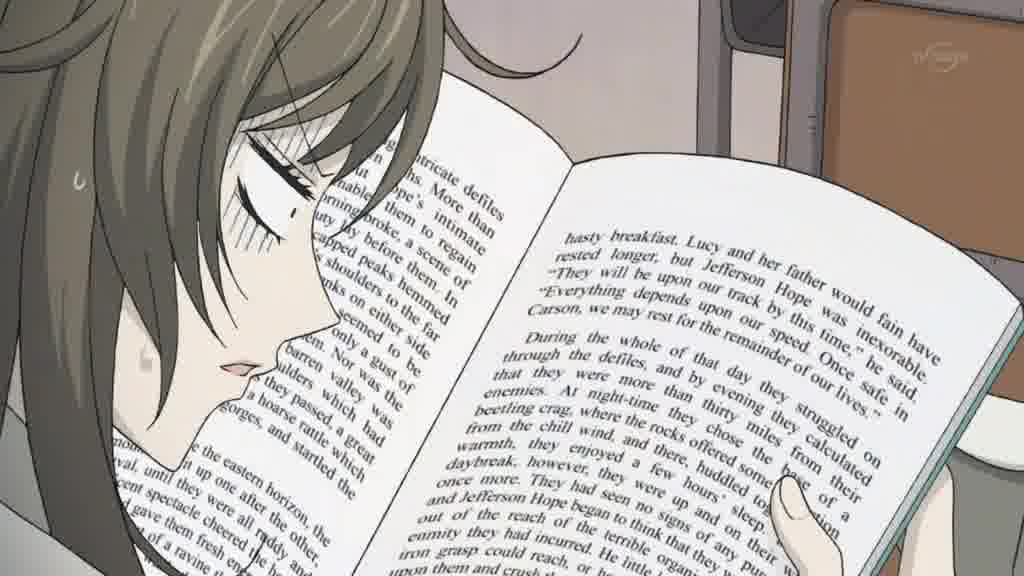 intricate defiles
More than
intimate
them to regain
broke, a scene of
by before them. In
peaks hemmed
shoulders to the far
on either side
seemed to be
only a gust of
Nor was the
barren valley was
which had
they passed, a great
a hoarse rattle which
gorges, and startled the
the eastern horizon, the
up one after the other,
until they were all ruddy and
spectacle cheered the
gave them fresh
of a ravine
hasty breakfast. Lucy and her father would fain have
rested longer, but Jefferson Hope was inexorable.
“They will be upon our track by this time,” he said.
“Everything depends upon our speed. Once safe in
Carson, we may rest for the remainder of our lives.”
During the whole of that day they struggled on
through the defiles, and by evening they calculated
that they were more than thirty miles from their
enemies. At night-time they chose the base of a
beetling crag, where the rocks offered some
from the chill wind, and there, huddled
warmth, they enjoyed a few hours' sleep.
daybreak, however, they were up and on their
once more. They had seen no signs of any
and Jefferson Hope began to think that they
out of the reach of the terrible
enmity they had incurred. He little
iron grasp could reach, or
upon them and crush